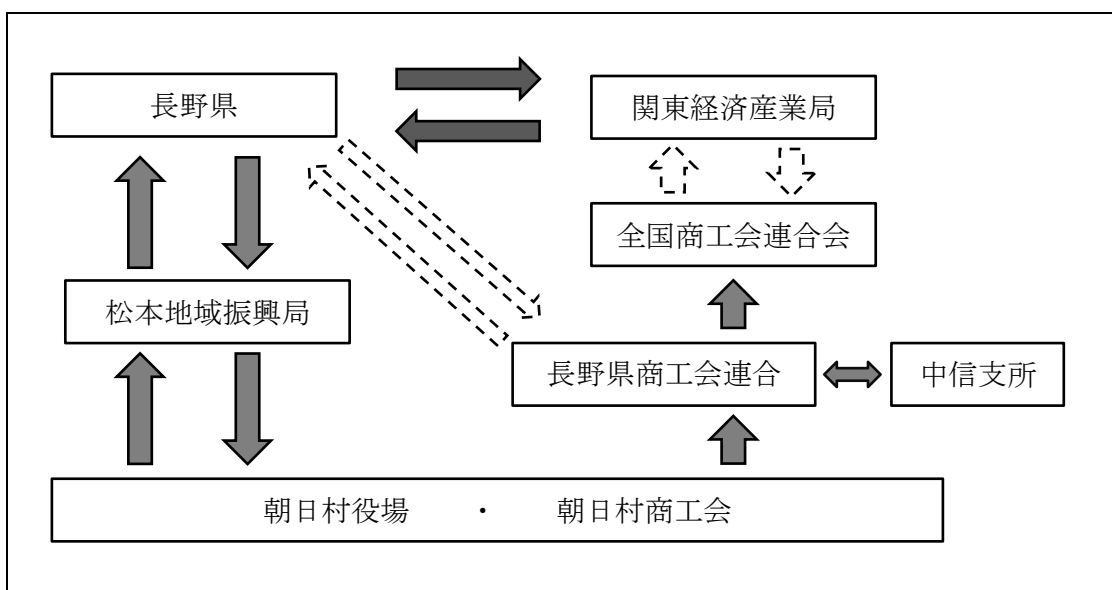 長野県
関東経済産業局
全国商工会連合会
松本地域振興局
長野県商工会連合
中信支所
朝日村役場 ・ 朝日村商工会